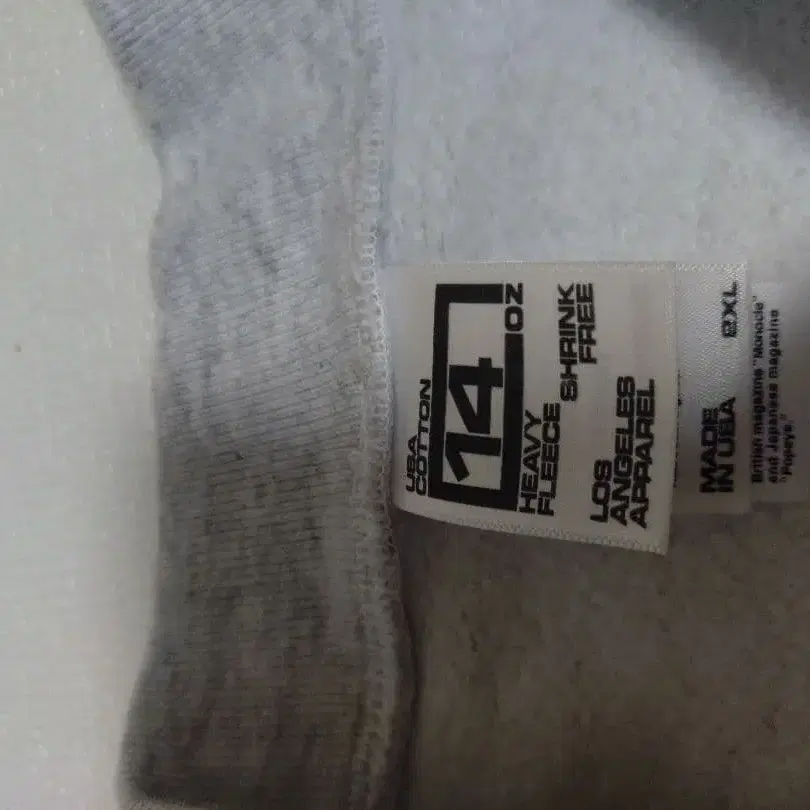 USA
COTTON
14
OZ
HEAVY
FLEECE
SHRINK
FREE
LOS
ANGELES
APPAREL
MADE
IN USA
2XL
British magazine "Monocle"
and Japanese magazine
"Popeye."